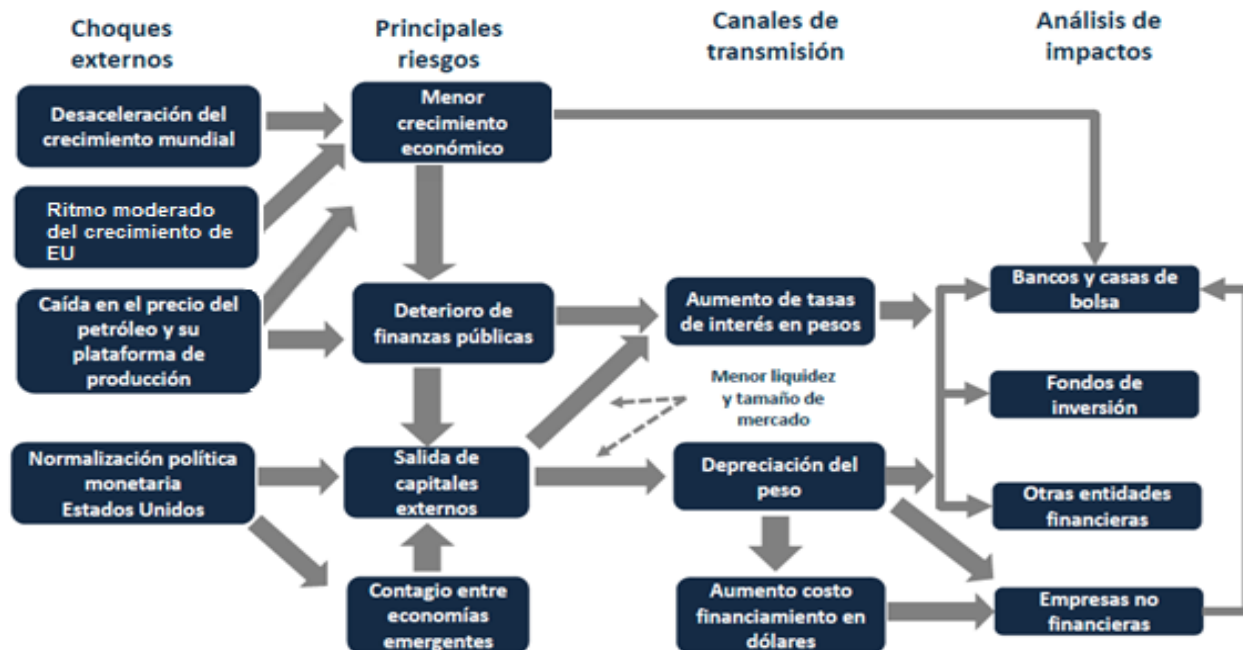 Choques
externos
Principales
riesgos
Canales de
transmisión
Análisis de
impactos
Desaceleración del
crecimiento mundial
Menor
crecimiento
económico
Ritmo moderado
del crecimiento de
EU
Caída en el precio del
petróleo y su
plataforma de
producción
Deterioro de
finanzas públicas
Aumento de tasas
de interés en pesos
Bancos y casas de
bolsa
Menor liquidez
y tamaño de
mercado
Fondos de
inversión
Normalización política
monetaria
Estados Unidos
Salida de
capitales
externos
Depreciación del
peso
Otras entidades
financieras
Contagio entre
economías
emergentes
Aumento costo
financiamiento en
dólares
Empresas no
financieras